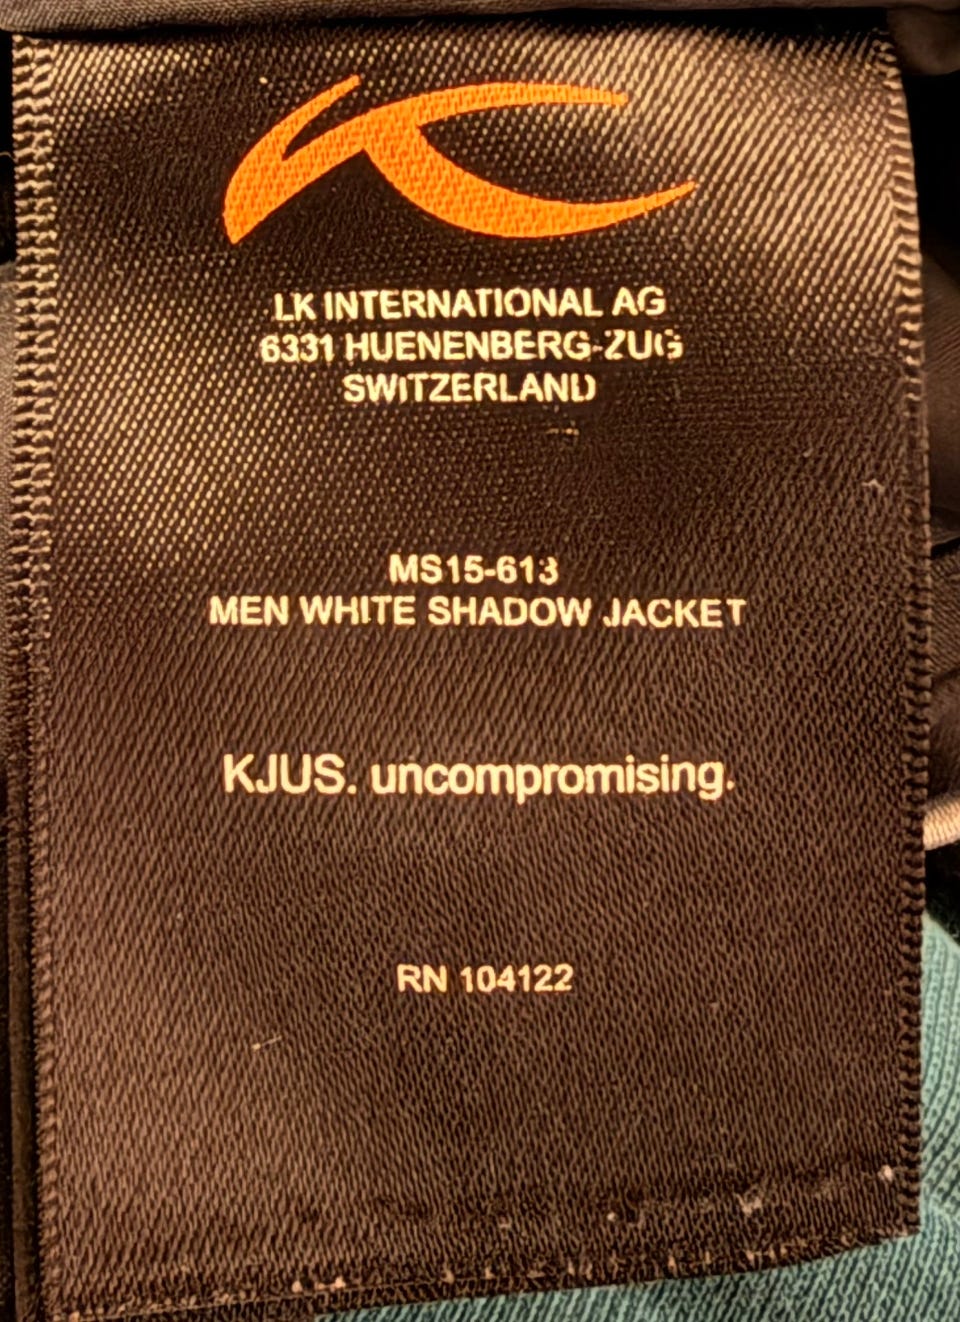 LK INTERNATIONAL AG
6331 HUENENBERG-ZUG
SWITZERLAND
MS15-613
MEN WHITE SHADOW JACKET
KJUS. uncompromising.
RN 104122